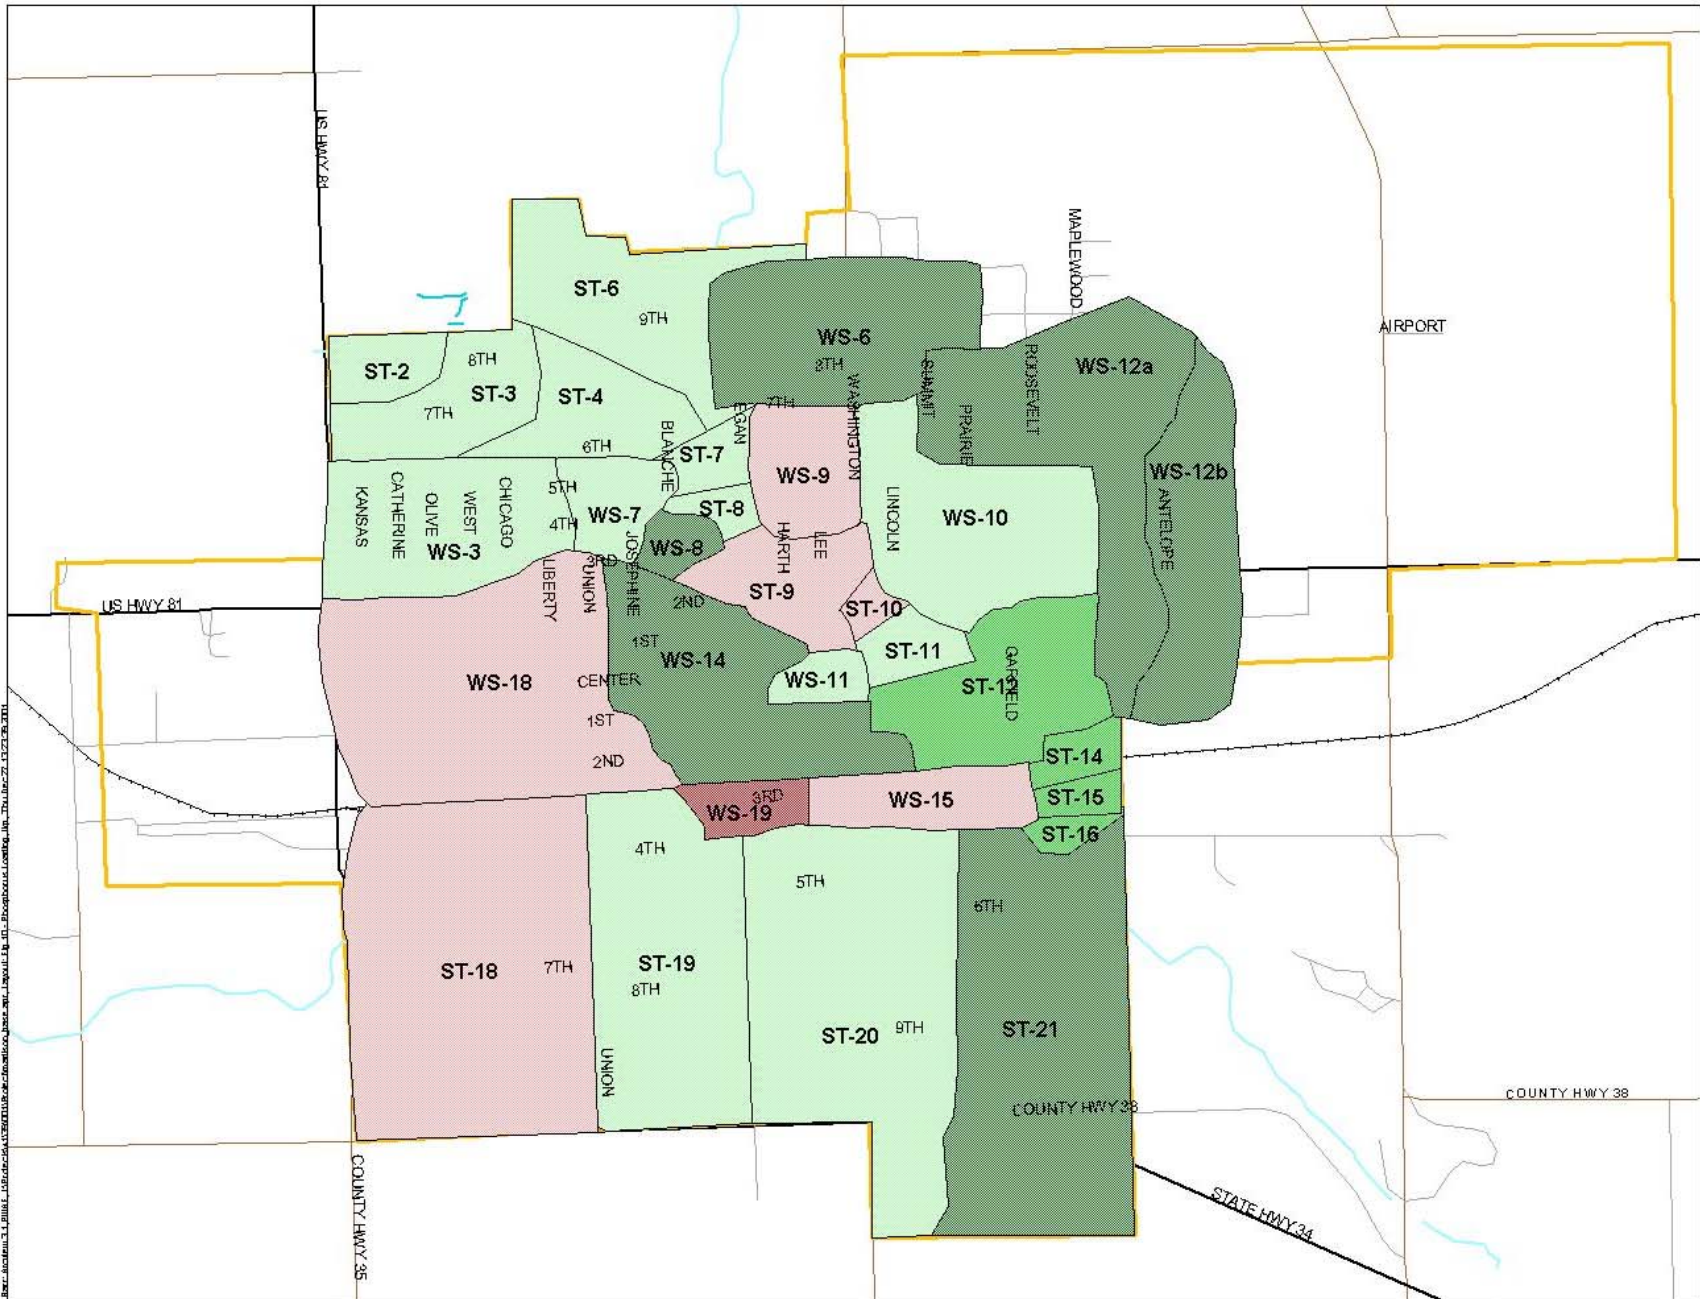 US HWY 81
MAPLEWOOD
ST-6
9TH
AIRPORT
WS-6
8TH
WS-12a
ST-2
8TH
ST-3
7TH
ST-4
6TH
7TH
EGAN
WASHINGTON
SUMMIT
PRAIRIE
ROOSEVELT
BLANCHE
ST-7
WS-9
WS-12b
KANSAS
CATHERINE
OLIVE
WEST
CHICAGO
5TH
4TH
WS-7
ST-8
WS-3
JOSEPHINE
WS-8
HARTH
LEE
LINCOLN
WS-10
ANTELOPE
3RD
LIBERTY
UNION
2ND
ST-9
ST-10
US HWY 81
1ST
WS-14
ST-11
WS-18
CENTER
WS-11
ST-12
GARFIELD
1ST
2ND
ST-14
3RD
WS-19
WS-15
ST-15
ST-16
4TH
5TH
6TH
ST-18
7TH
ST-19
8TH
ST-20
9TH
ST-21
UNION
COUNTY HWY 38
COUNTY HWY 38
COUNTY HWY 35
STATE HWY 34